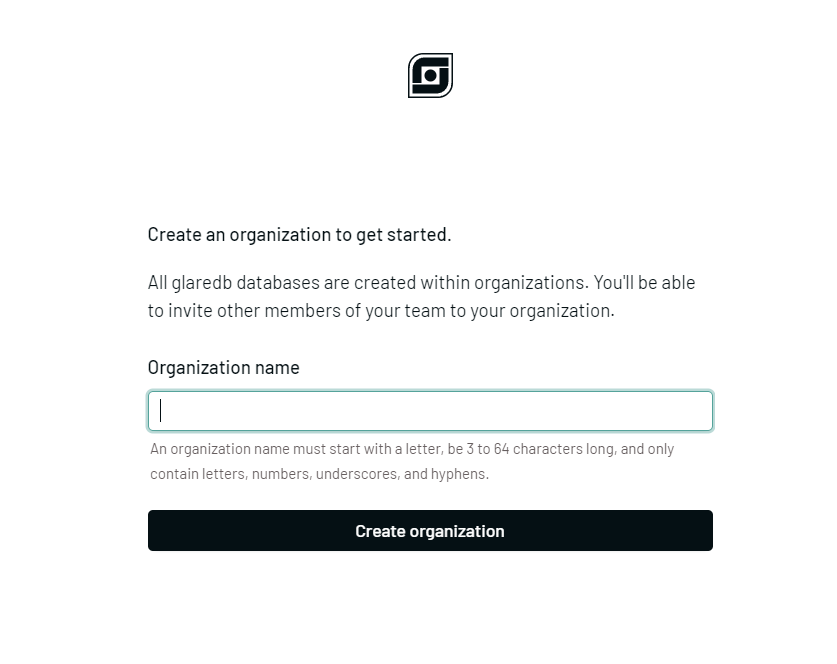 Create an organization to get started.
All glaredb databases are created within organizations. You'll be able
to invite other members of your team to your organization.
Organization name
An organization name must start with a letter, be 3 to 64 characters long, and only
contain letters, numbers, underscores, and hyphens.
Create organization